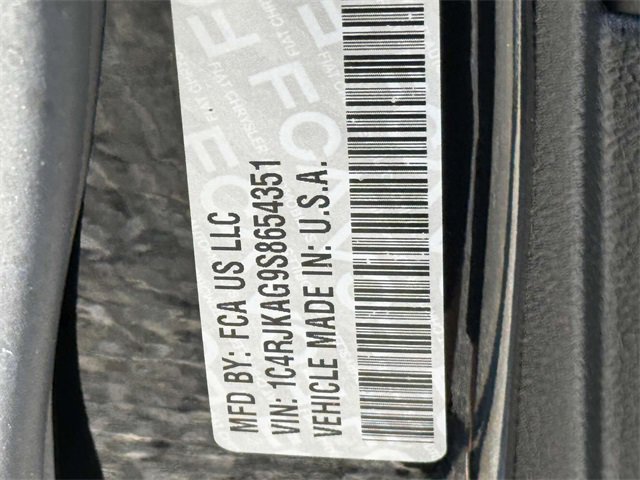 MFD BY: FCA US LLC
VIN: 1C4RJKAG9S8654351
VEHICLE MADE IN: U.S.A.